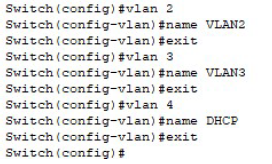 Switch(config)#vlan 2
Switch(config-vlan)#name VLAN2
Switch(config-vlan)#exit
Switch(config)#vlan 3
Switch(config-vlan)#name VLAN3
Switch(config-vlan)#exit
Switch(config)#vlan 4
Switch(config-vlan)#name DHCP
Switch(config-vlan)#exit
Switch(config)#